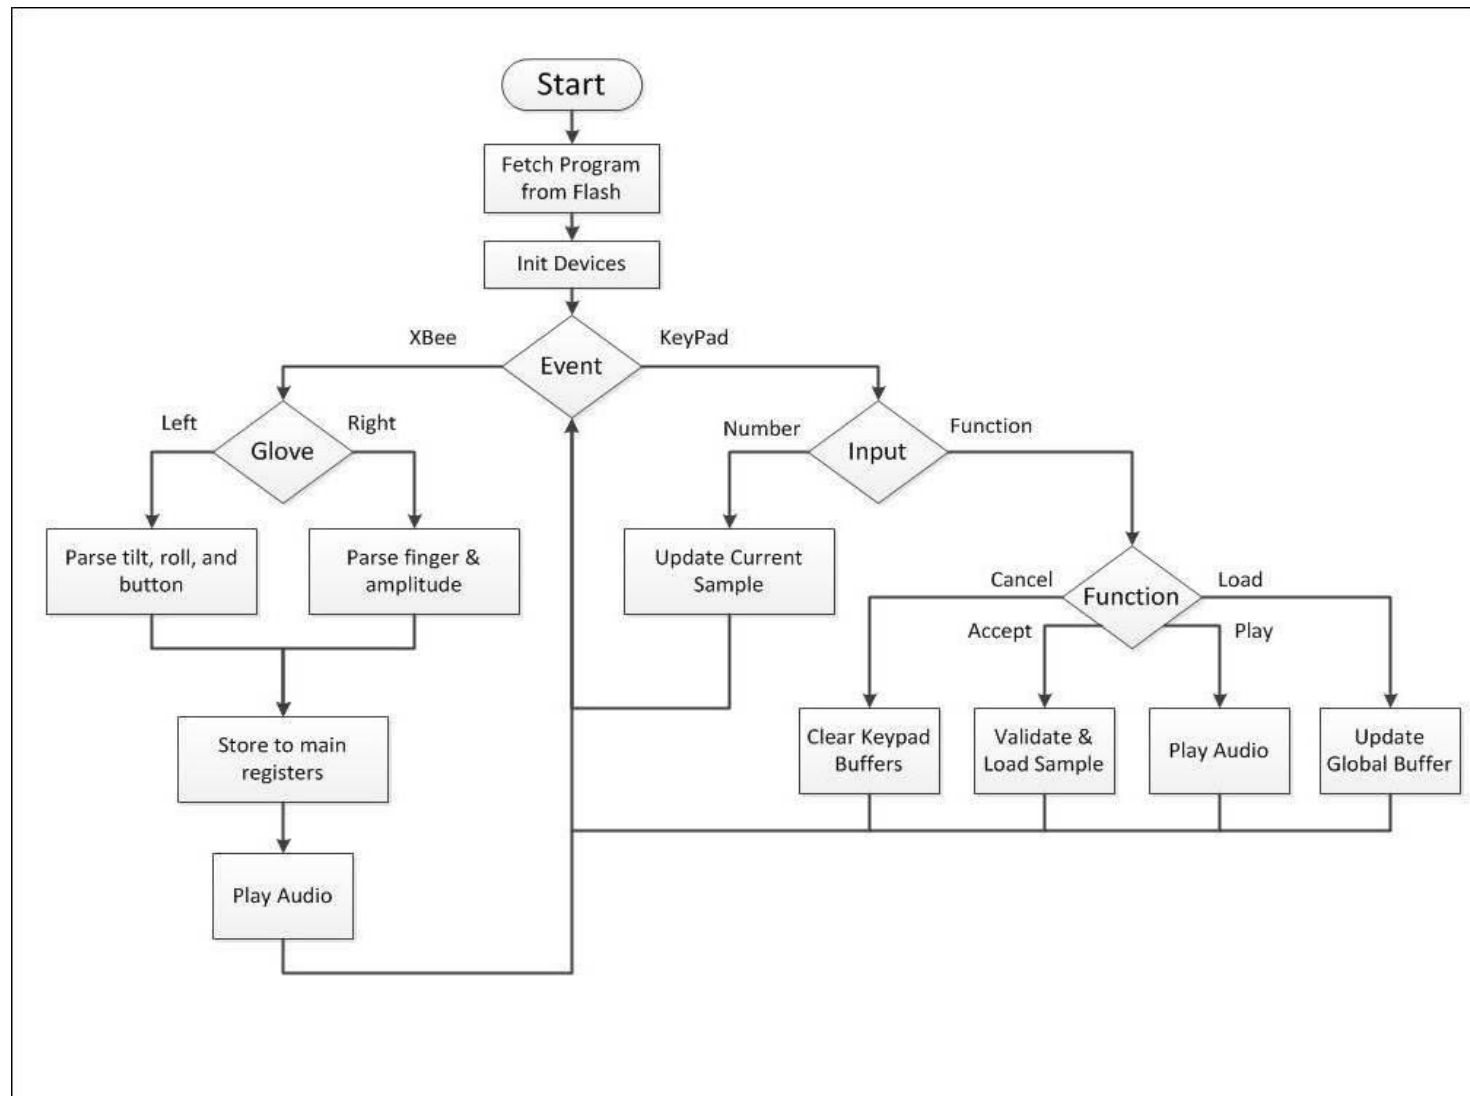 Start
Fetch Program
from Flash
Init Devices
XBee
KeyPad
Event
Left
Right
Glove
Number
Function
Input
Parse tilt, roll, and
button
Parse finger &
amplitude
Update Current
Sample
Cancel
Load
Function
Accept
Play
Store to main
registers
Clear Keypad
Buffers
Validate &
Load Sample
Play Audio
Update
Global Buffer
Play Audio